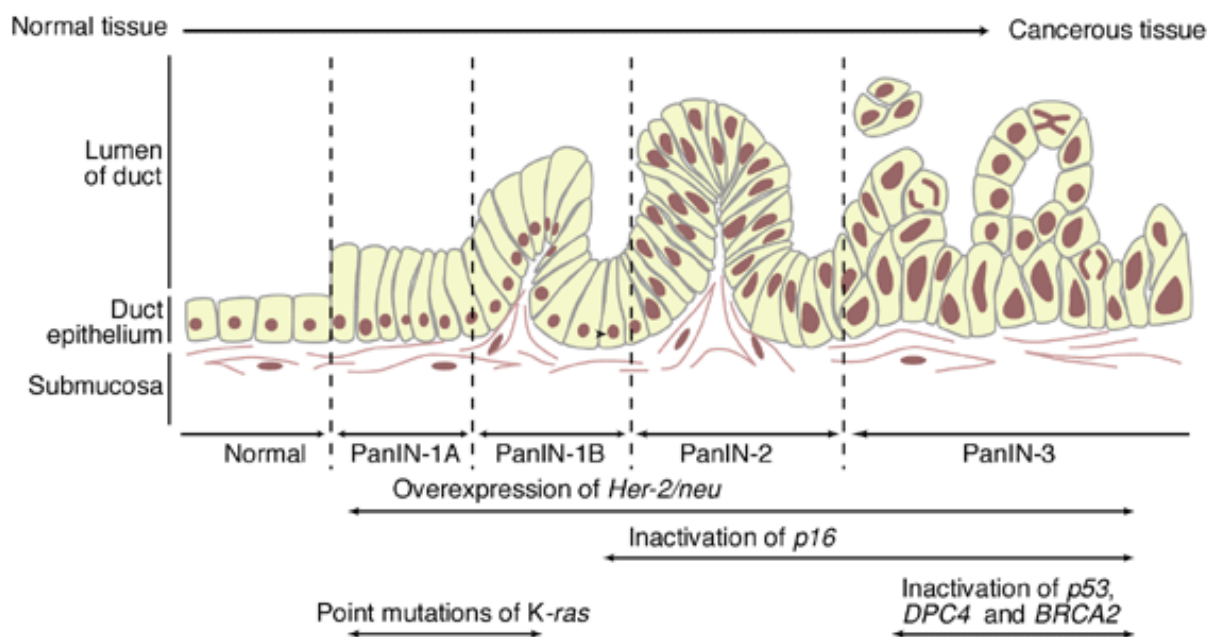 Normal tissue
Cancerous tissue
Lumen
of duct
Duct
epithelium
Submucosa
Normal
PanIN-1A
PanIN-1B
PanIN-2
PanIN-3
Overexpression of Her-2/neu
Inactivation of p16
Inactivation of p53,
DPC4 and BRCA2
Point mutations of K-ras